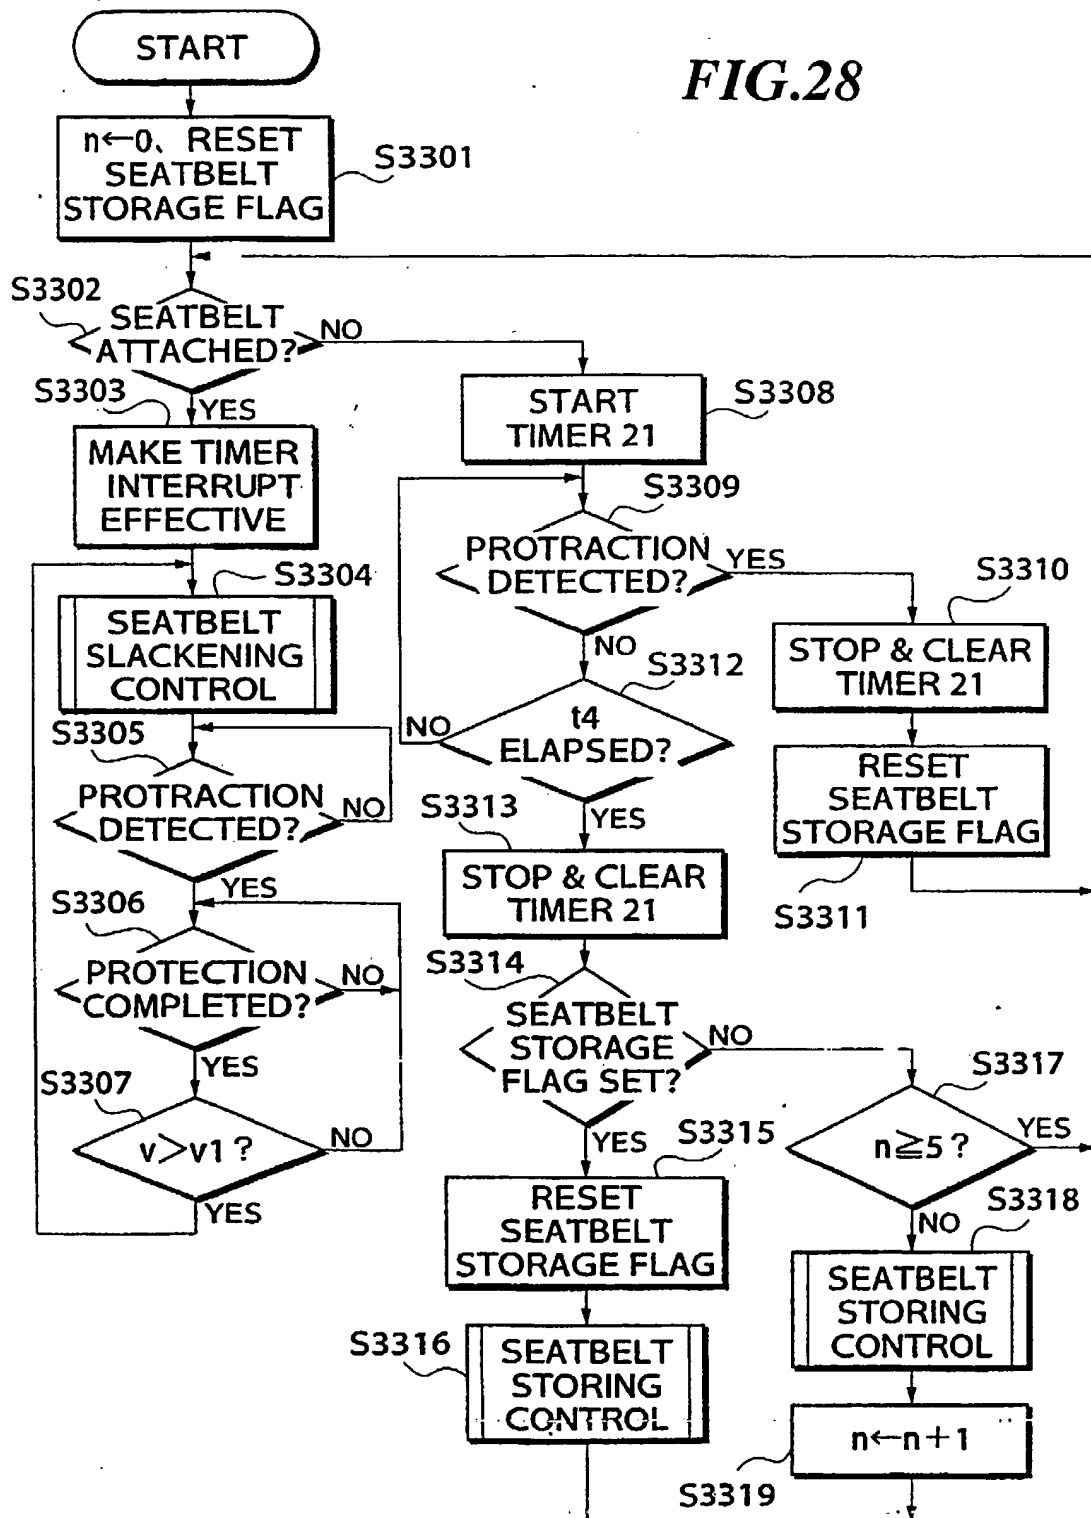 START
FIG.28
n←0、RESET
SEATBELT
STORAGE FLAG
S3301
S3302
SEATBELT
ATTACHED?
NO
YES
S3303
MAKE TIMER
INTERRUPT
EFFECTIVE
S3304
SEATBELT
SLACKENING
CONTROL
S3305
PROTRACTION
DETECTED?
NO
YES
S3306
PROTECTION
COMPLETED?
NO
YES
S3307
v>v1?
NO
YES
START
TIMER 21
S3308
S3309
PROTRACTION
DETECTED?
YES
NO
S3310
STOP & CLEAR
TIMER 21
RESET
SEATBELT
STORAGE FLAG
S3311
S3312
t4
ELAPSED?
NO
YES
S3313
STOP & CLEAR
TIMER 21
S3314
SEATBELT
STORAGE
FLAG SET?
NO
YES
S3315
RESET
SEATBELT
STORAGE FLAG
S3316
SEATBELT
STORING
CONTROL
S3317
n≧5?
YES
NO
S3318
SEATBELT
STORING
CONTROL
n←n+1
S3319